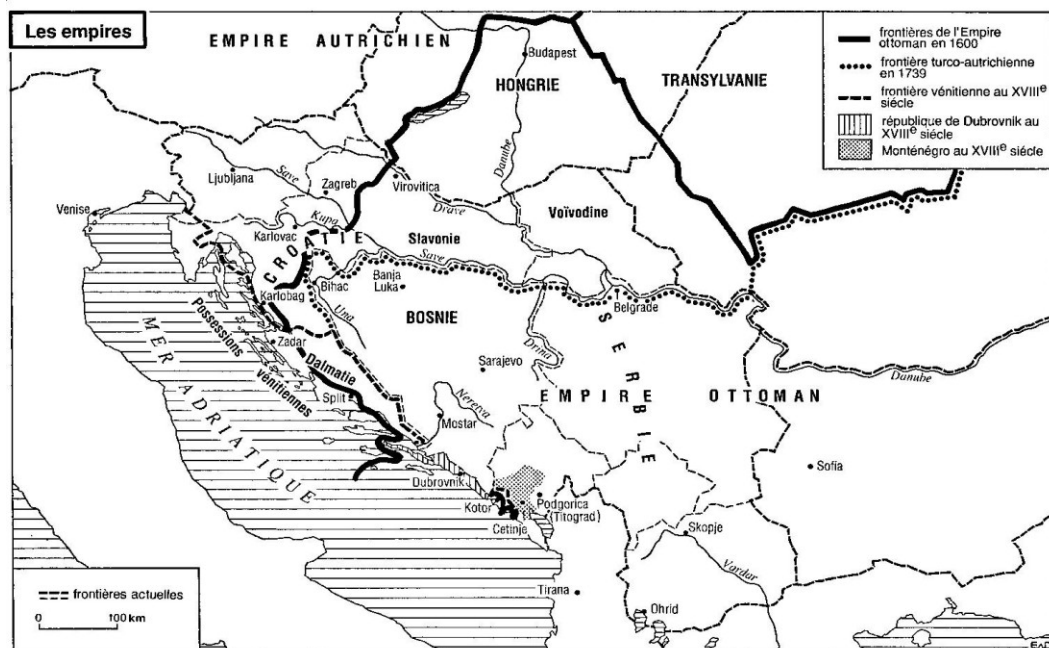 Les empires
EMPIRE AUTRICHIEN
Budapest
HONGRIE
TRANSYLVANIE
frontières de l'Empire
ottoman en 1600
frontière turco-autrichienne
en 1739
frontière vénitienne au XVIIIe
siécle
république de Dubrovnik au
XVIIIe siécle
Monténégro au XVIIIe siécle
Ljubljana
Save
Zagreb
Virovitica
Danube
Drave
Venise
Karlovac
Kupa
Voïvodine
Slavonie
CROATIE
Save
Karlobag
Bihac
Banja
Luka
Belgrade
Una
BOSNIE
Possessions
vénitiennes
Zadar
Dalmatie
Drina
Sarajevo
SERBIE
Danube
MER ADRIATIQUE
Split
EMPIRE OTTOMAN
Neretva
Mostar
Sofia
Dubrovnik
Kotor
Podgorica
(Titograd)
Cetinje
Skopje
Vardar
Tirana
Ohrid
frontières actuelles
0 100 km